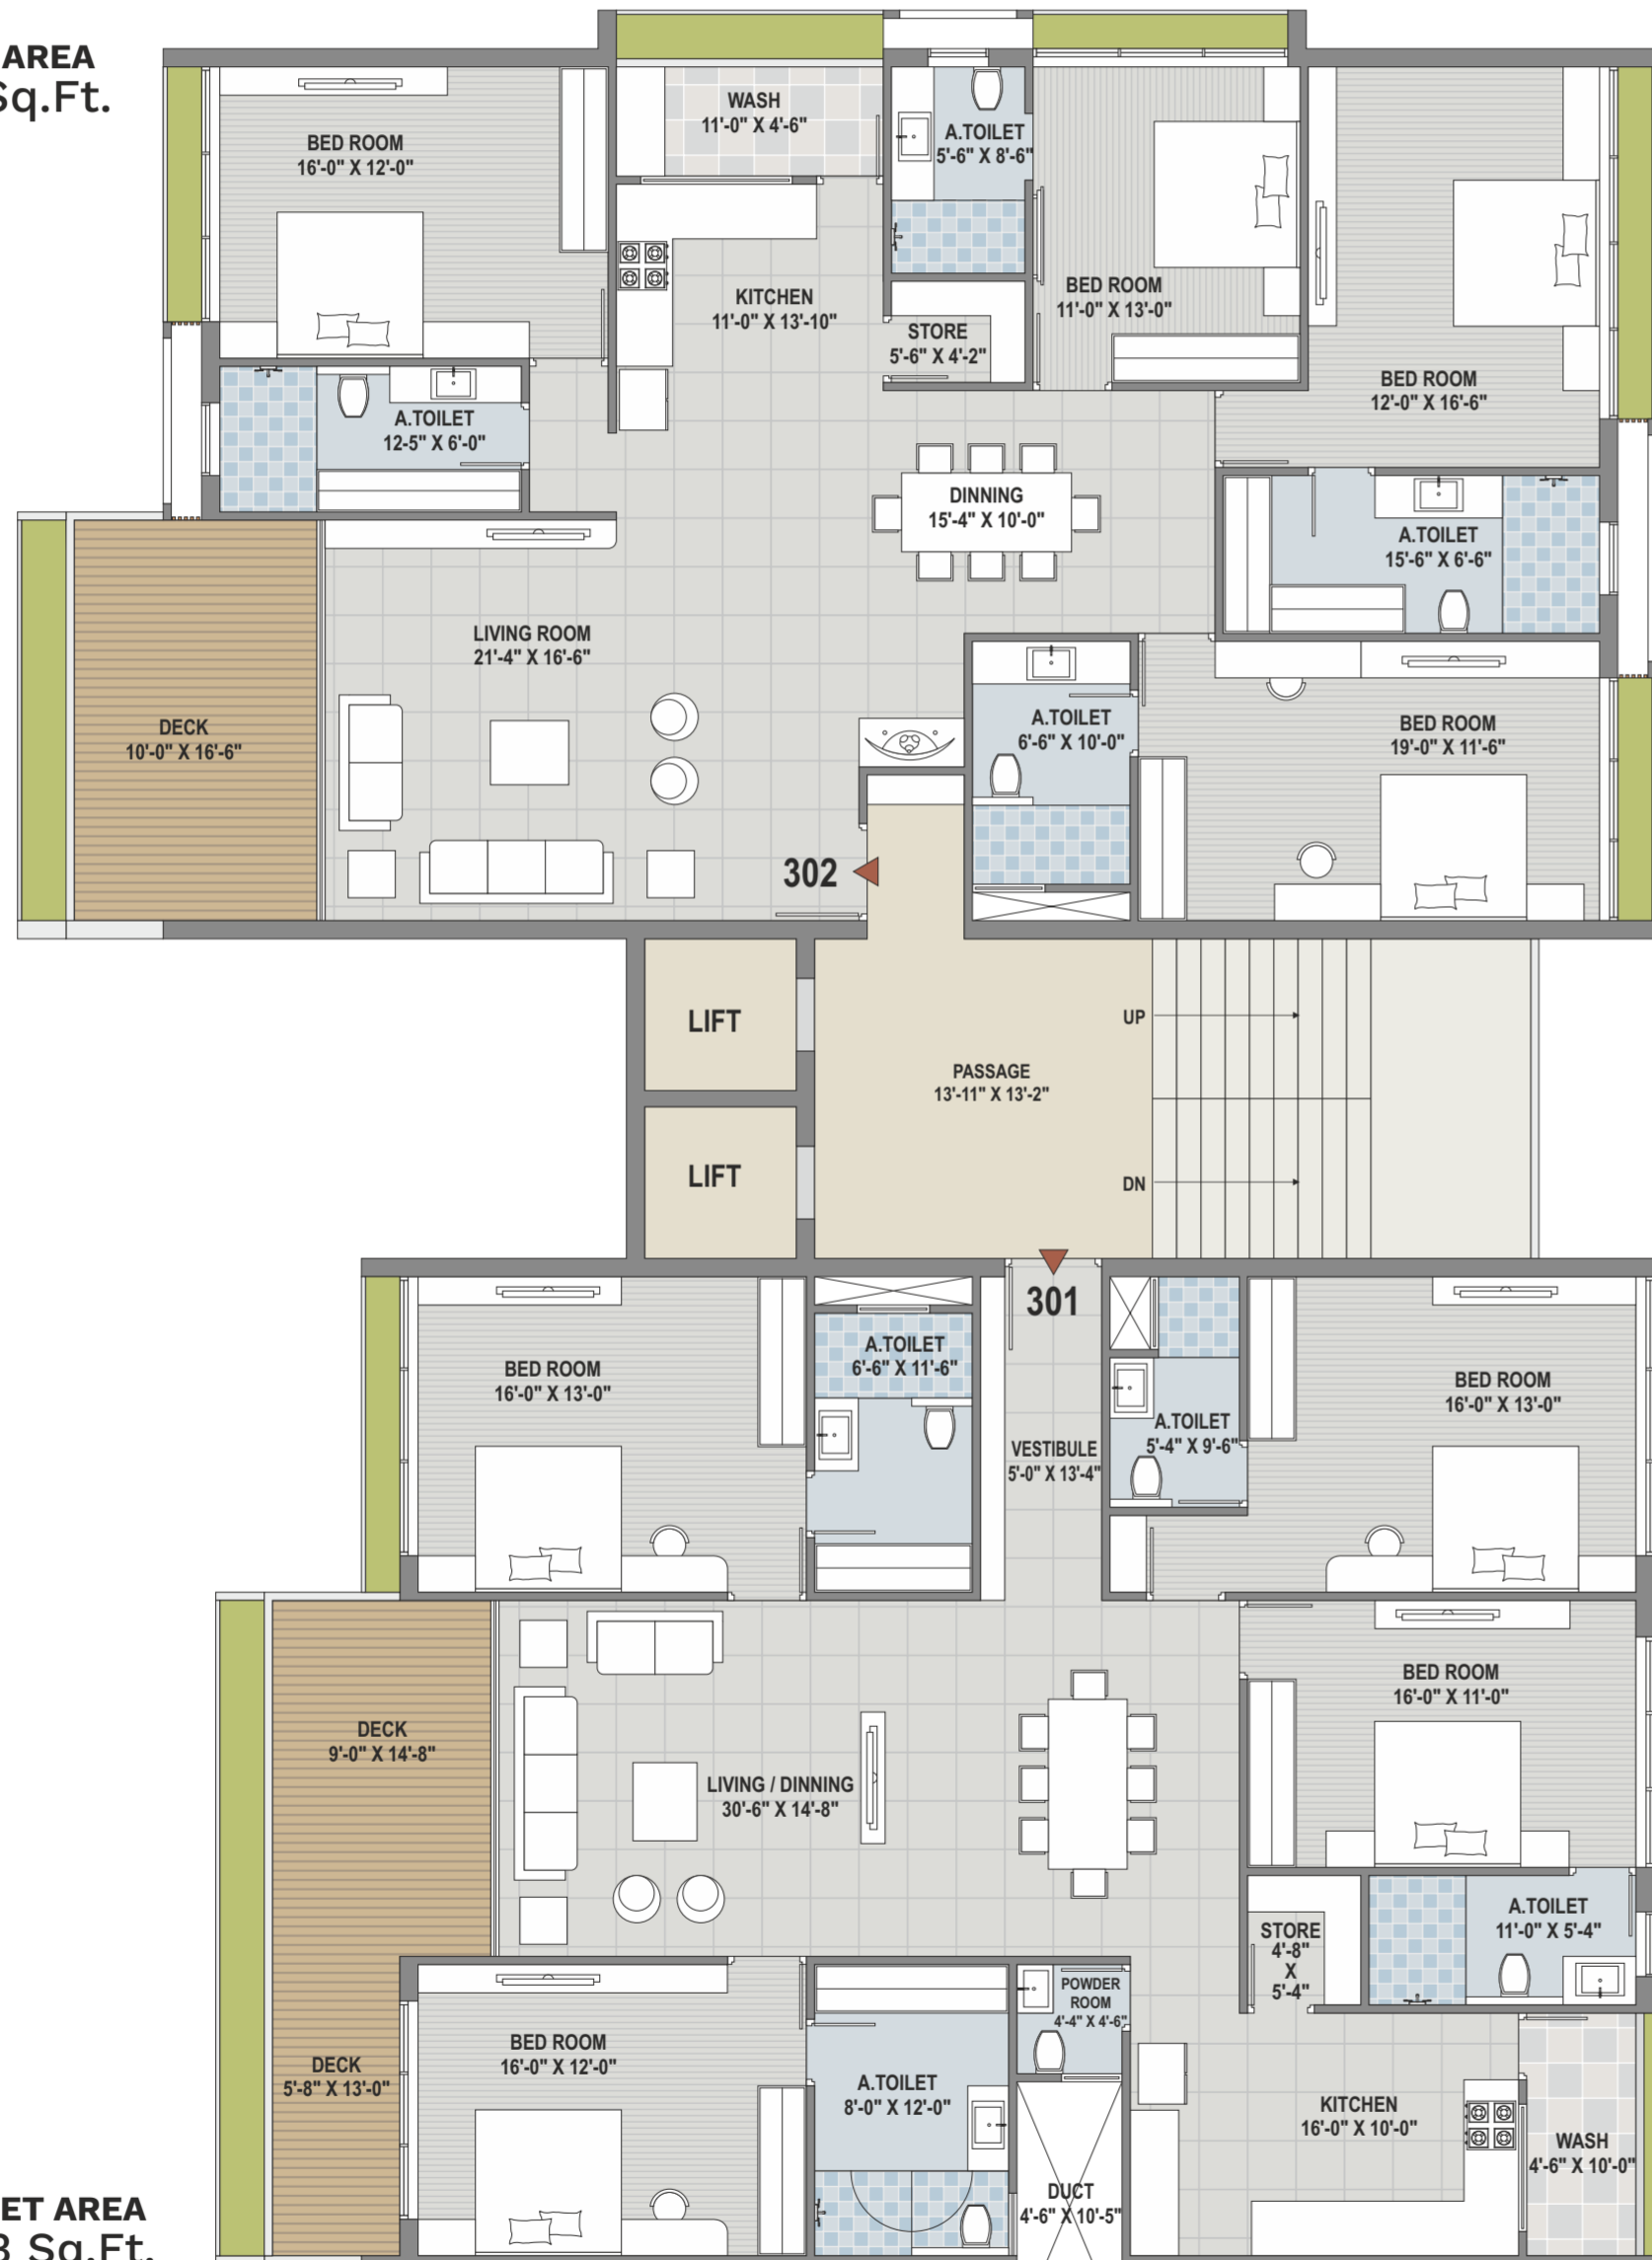 AREA
Sq.Ft.
BED ROOM
16'-0" X 12'-0"
WASH
11'-0" X 4'-6"
A.TOILET
5'-6" X 8'-6"
KITCHEN
11'-0" X 13'-10"
BED ROOM
11'-0" X 13'-0"
STORE
5'-6" X 4'-2"
BED ROOM
12'-0" X 16'-6"
A.TOILET
12-5" X 6'-0"
DINNING
15'-4" X 10'-0"
A.TOILET
15'-6" X 6'-6"
LIVING ROOM
21'-4" X 16'-6"
DECK
10'-0" X 16'-6"
A.TOILET
6'-6" X 10'-0"
BED ROOM
19'-0" X 11'-6"
302
LIFT
UP
PASSAGE
13'-11" X 13'-2"
LIFT
DN
301
BED ROOM
16'-0" X 13'-0"
A.TOILET
6'-6" X 11'-6"
VESTIBULE
5'-0" X 13'-4"
A.TOILET
5'-4" X 9'-6"
BED ROOM
16'-0" X 13'-0"
DECK
9'-0" X 14'-8"
LIVING / DINNING
30'-6" X 14'-8"
BED ROOM
16'-0" X 11'-0"
STORE
4'-8"
X
5'-4"
A.TOILET
11'-0" X 5'-4"
POWDER
ROOM
4'-4" X 4'-6"
BED ROOM
16'-0" X 12'-0"
DECK
5'-8" X 13'-0"
A.TOILET
8'-0" X 12'-0"
KITCHEN
16'-0" X 10'-0"
WASH
4'-6" X 10'-0"
DUCT
4'-6" X 10'-5"
ET AREA
Sq.Ft.